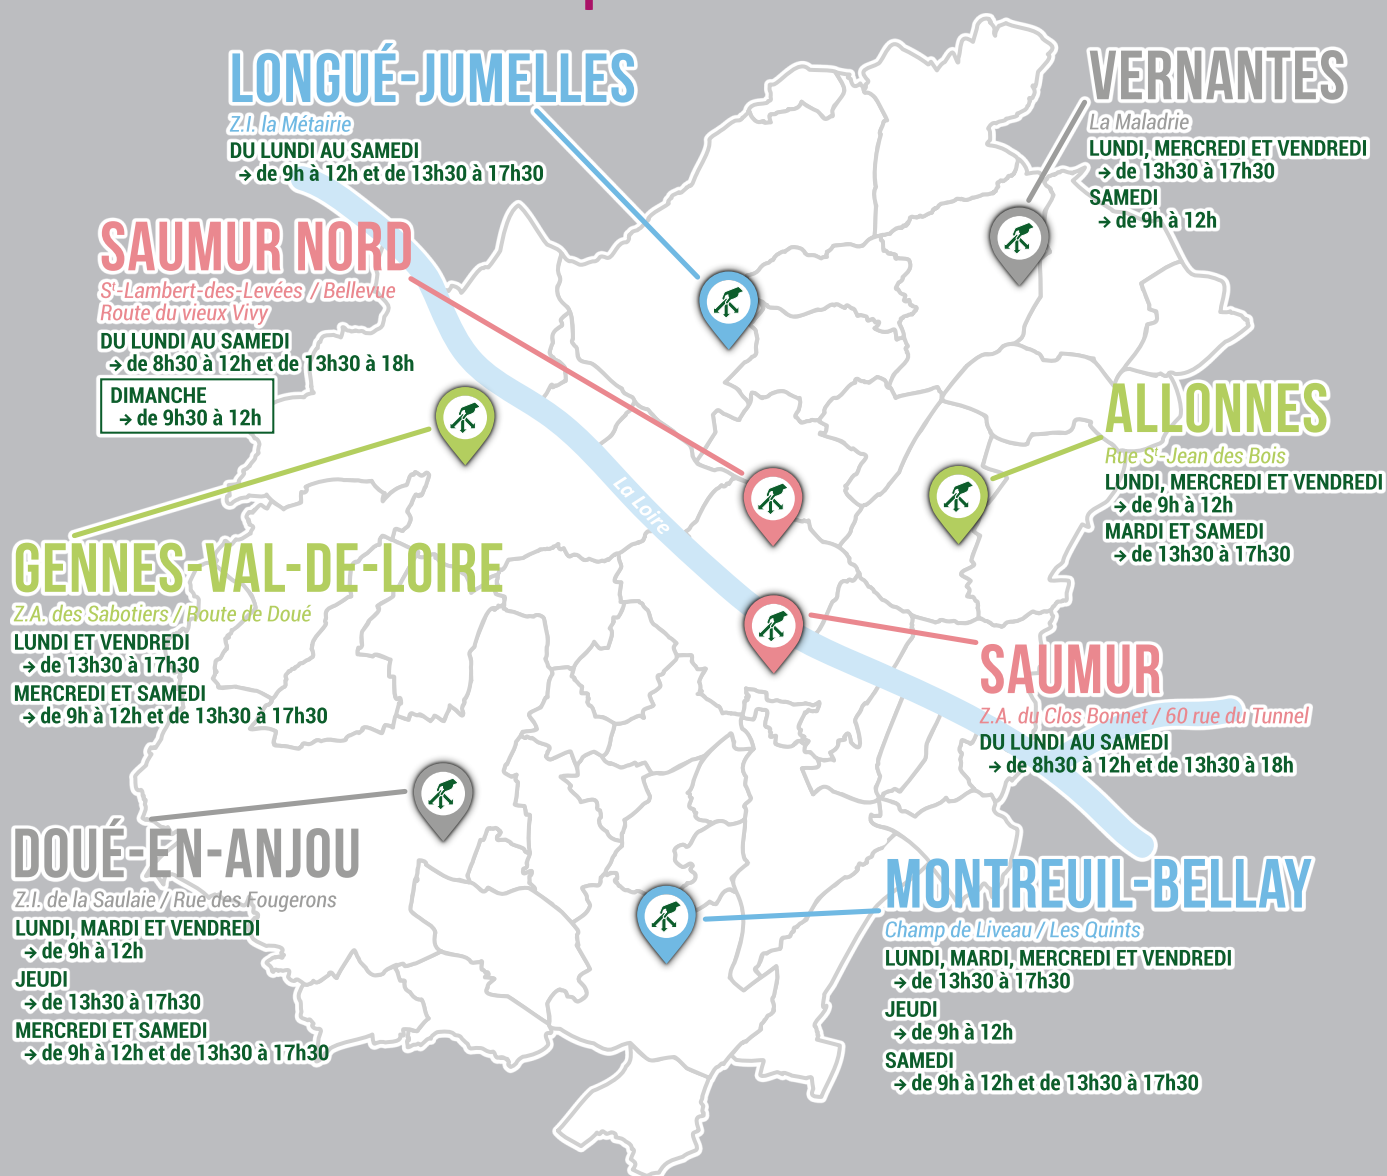 LONGUÉ-JUMELLES
Z.I. la Métairie
DU LUNDI AU SAMEDI
→ de 9h à 12h et de 13h30 à 17h30
VERNANTES
La Maladrie
LUNDI, MERCREDI ET VENDREDI
→ de 13h30 à 17h30
SAMEDI
→ de 9h à 12h
SAUMUR NORD
St-Lambert-des-Levées / Bellevue
Route du vieux Vivy
DU LUNDI AU SAMEDI
→ de 8h30 à 12h et de 13h30 à 18h
DIMANCHE
→ de 9h30 à 12h
ALLONNES
Rue St-Jean des Bois
LUNDI, MERCREDI ET VENDREDI
→ de 9h à 12h
MARDI ET SAMEDI
→ de 13h30 à 17h30
La Loire
GENNES-VAL-DE-LOIRE
Z.A. des Sabotiers / Route de Doué
LUNDI ET VENDREDI
→ de 13h30 à 17h30
MERCREDI ET SAMEDI
→ de 9h à 12h et de 13h30 à 17h30
SAUMUR
Z.A. du Clos Bonnet / 60 rue du Tunnel
DU LUNDI AU SAMEDI
→ de 8h30 à 12h et de 13h30 à 18h
DOUÉ-EN-ANJOU
Z.I. de la Saulaie / Rue des Fougerons
LUNDI, MARDI ET VENDREDI
→ de 9h à 12h
JEUDI
→ de 13h30 à 17h30
MERCREDI ET SAMEDI
→ de 9h à 12h et de 13h30 à 17h30
MONTREUIL-BELLAY
Champ de Liveau / Les Quints
LUNDI, MARDI, MERCREDI ET VENDREDI
→ de 13h30 à 17h30
JEUDI
→ de 9h à 12h
SAMEDI
→ de 9h à 12h et de 13h30 à 17h30